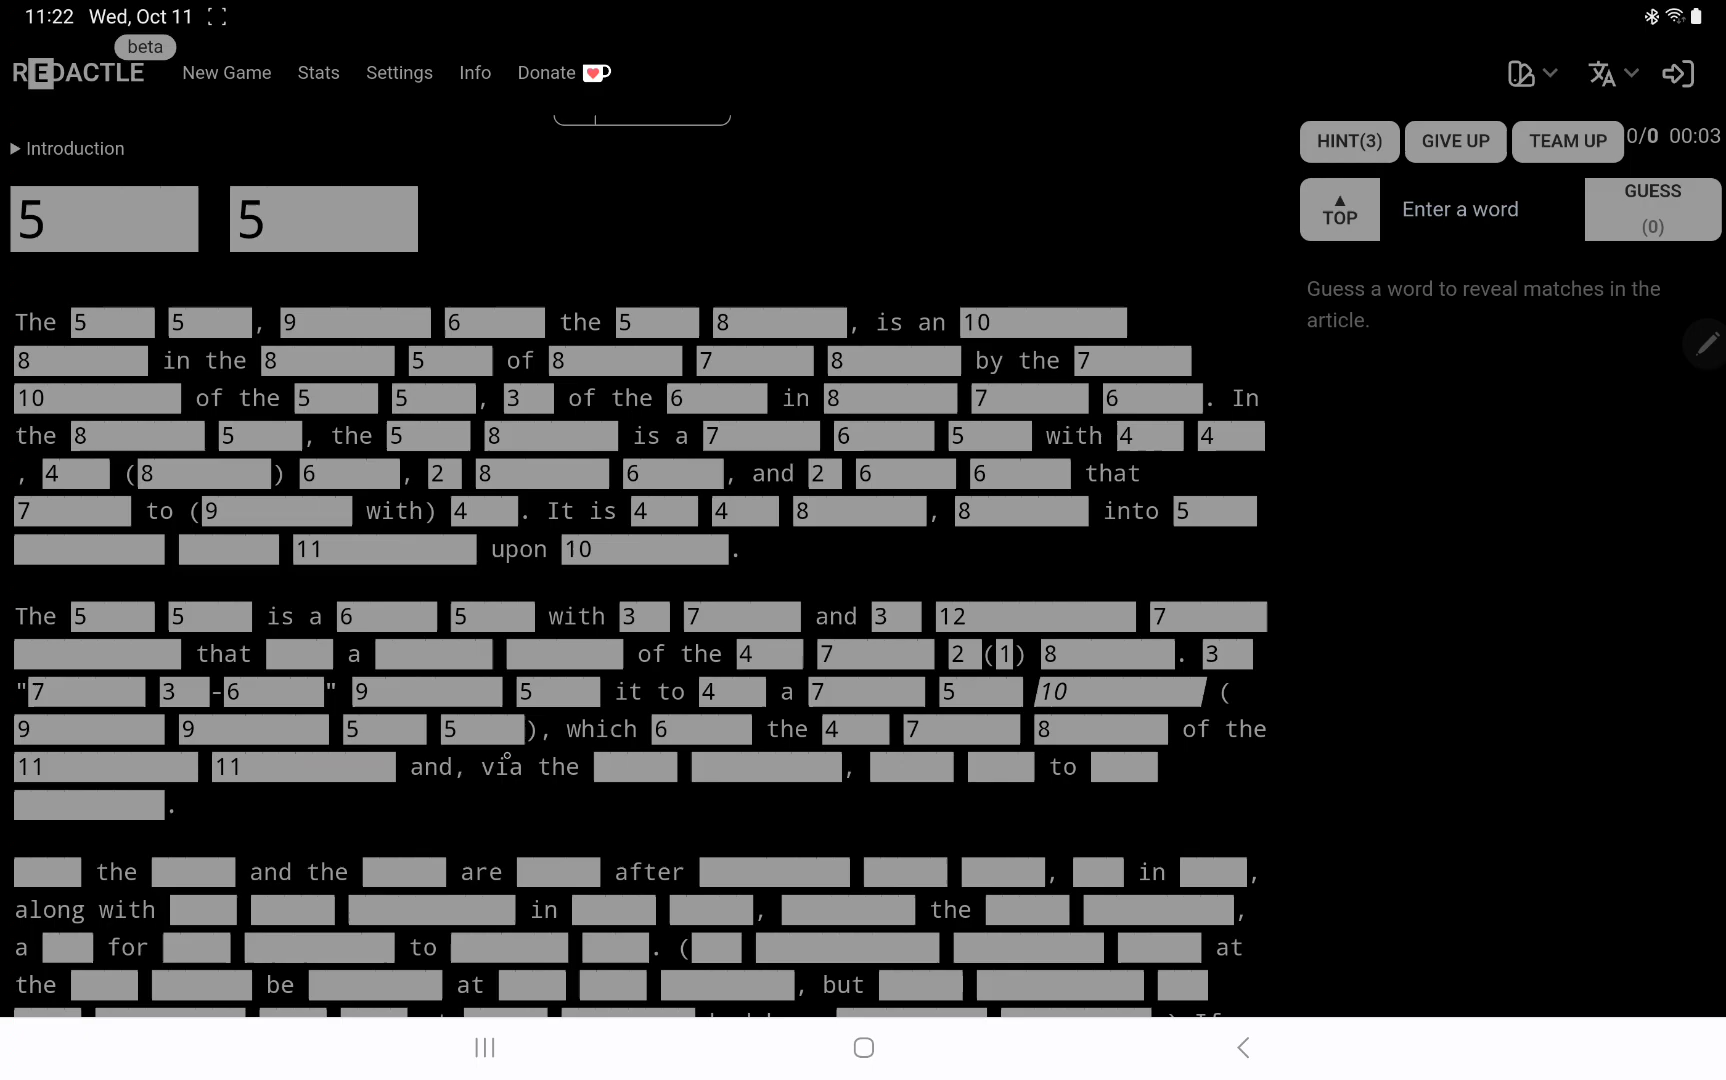 11:22 Wed, Oct 11
beta
REDACTLE New Game Stats Settings Info Donate
Introduction
HINT(3) GIVE UP TEAM UP 0/0 00:03
TOP Enter a word GUESS
(0)
Guess a word to reveal matches in the
article.
5 5
The 5 5, 9 6 the 5 8, is an 10
8 in the 8 5 of 8 7 8 by the 7
10 of the 5 5, 3 of the 6 in 8 7 6. In
the 8 5, the 5 8 is a 7 6 5 with 4 4
, 4 (8) 6, 2 8 6, and 2 6 6 that
7 to (9 with) 4. It is 4 4 8, 8 into 5
11 upon 10.
The 5 5 is a 6 5 with 3 7 and 3 12 7
that a of the 4 7 2 (1) 8. 3
"7 3-6" 9 5 it to 4 a 7 5 10 (
9 9 5 5), which 6 the 4 7 8 of the
11 11 and, via the , to
.
the and the are after , in ,
along with in , the ,
a for to . ( at
the be at , but